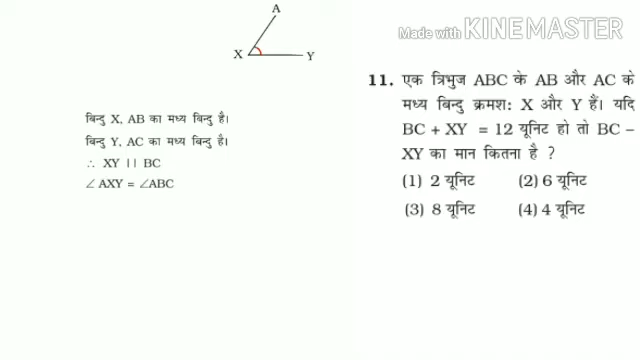 A
X
Y
बिन्दु X, AB का मध्य बिन्दु है।
बिन्दु Y, AC का मध्य बिन्दु है।
∴ XY || BC
∠ AXY = ∠ABC
Made with KINEMASTER
11. एक त्रिभुज ABC के AB और AC के
मध्य बिन्दु क्रमश: X और Y हैं। यदि
BC + XY = 12 यूनिट हो तो BC –
XY का मान कितना है ?
(1) 2 यूनिट (2) 6 यूनिट
(3) 8 यूनिट (4) 4 यूनिट